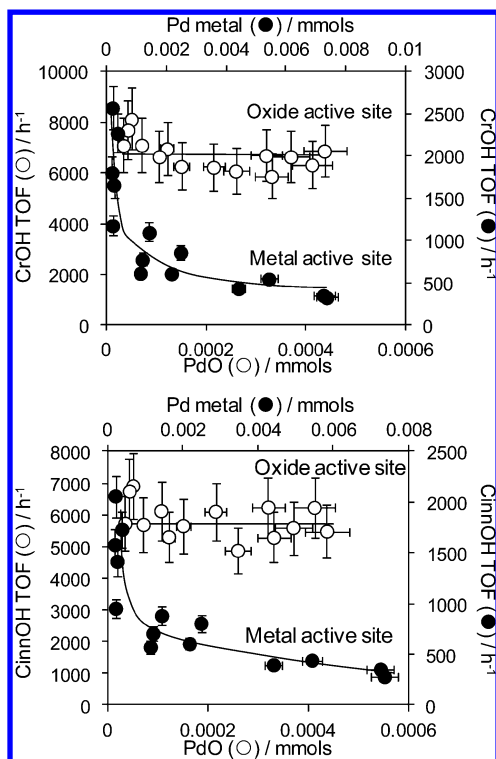 Pd metal (●) / mmols
0 0.002 0.004 0.006 0.008 0.01
10000 8000 6000 4000 2000 0
CrOH TOF (○) / h-1
3000 2500 2000 1500 1000 500 0
CrOH TOF (●) / h-1
Oxide active site
Metal active site
0 0.0002 0.0004 0.0006
PdO (○) / mmols
Pd metal (●) / mmols
0 0.002 0.004 0.006 0.008
8000 7000 6000 5000 4000 3000 2000 1000 0
CinnOH TOF (○) / h-1
2500 2000 1500 1000 500 0
CinnOH TOF (●) / h-1
Oxide active site
Metal active site
0 0.0002 0.0004 0.0006
PdO (○) / mmols